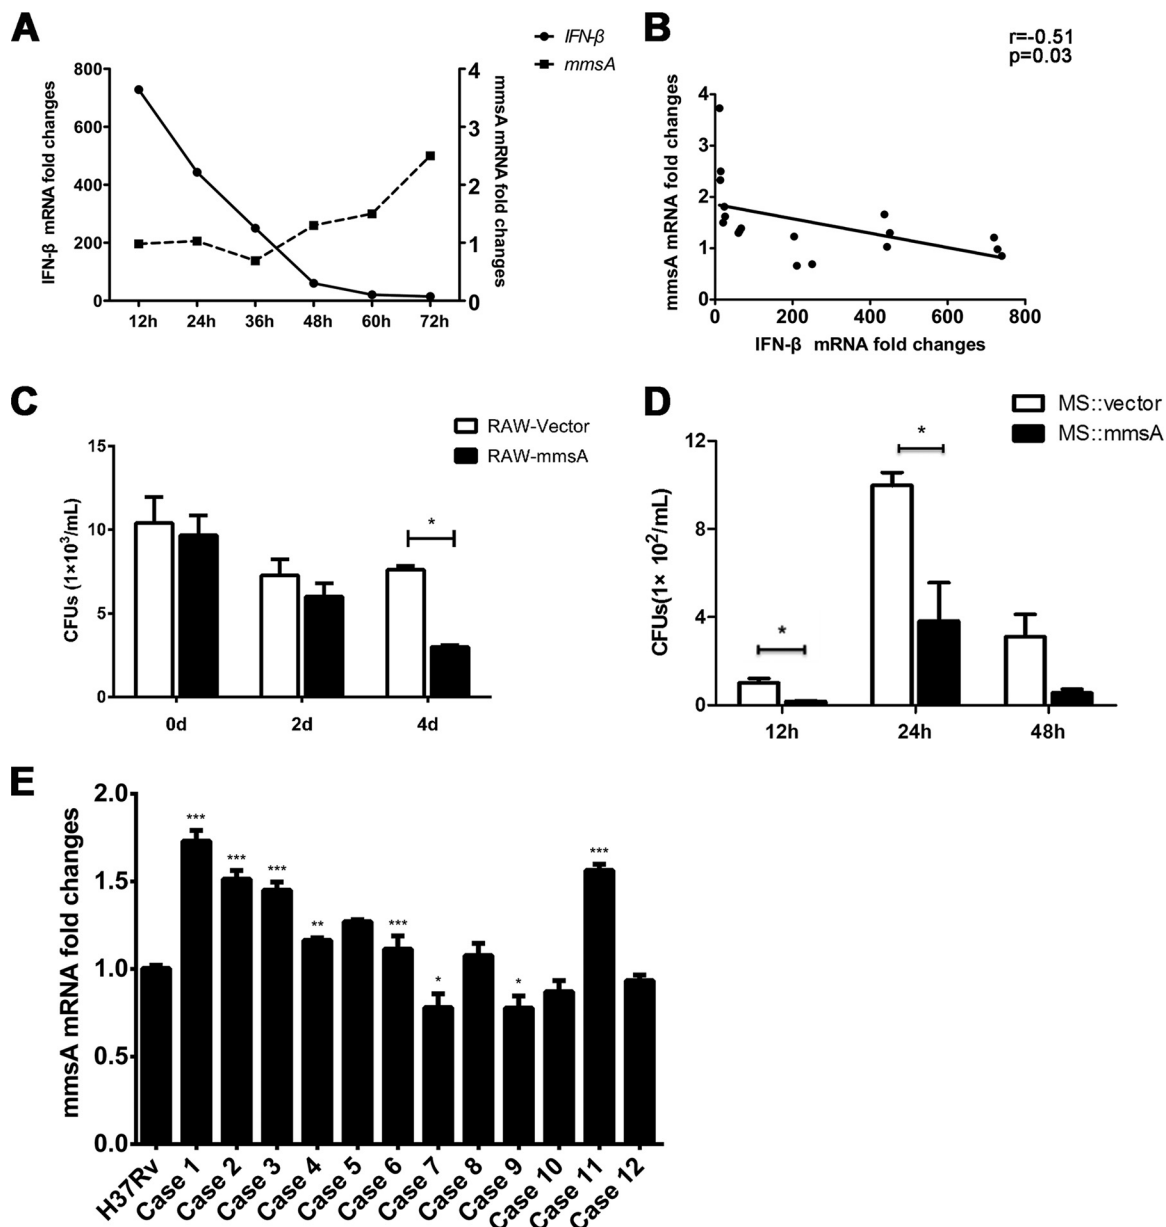 A
IFN-β
mmsA
IFN-β mRNA fold changes
800
600
400
200
0
mmsA mRNA fold changes
4
3
2
1
0
12h 24h 36h 48h 60h 72h
B
r=-0.51
p=0.03
mmsA mRNA fold changes
4
3
2
1
0
0 200 400 600 800
IFN-β mRNA fold changes
C
RAW-Vector
RAW-mmsA
CFUs (1×10³/mL)
15
10
5
0
*
0d 2d 4d
D
MS::vector
MS::mmsA
CFUs(1× 10²/mL)
12
8
4
0
*
*
12h 24h 48h
E
mmsA mRNA fold changes
2.0
1.5
1.0
0.5
0.0
*** *** *** ** *** * * ***
H37Rv Case 1 Case 2 Case 3 Case 4 Case 5 Case 6 Case 7 Case 8 Case 9 Case 10 Case 11 Case 12